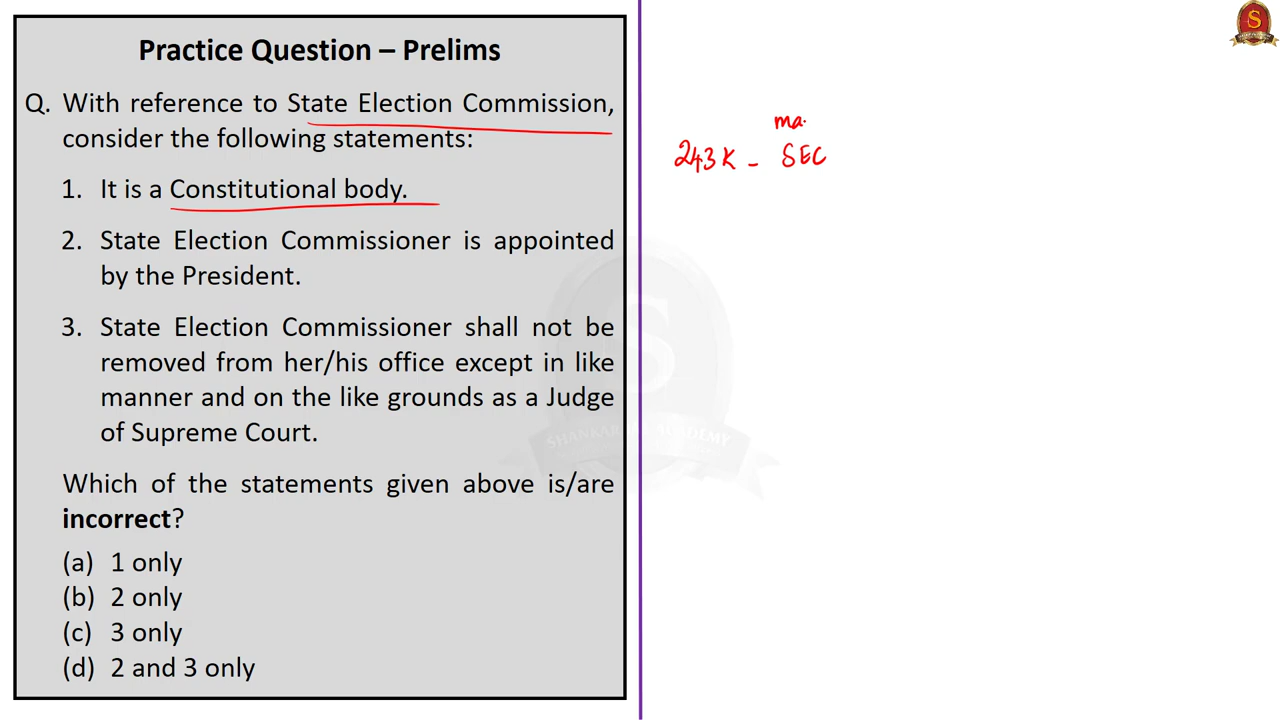 Practice Question – Prelims
Q. With reference to State Election Commission,
consider the following statements:
1. It is a Constitutional body.
2. State Election Commissioner is appointed
by the President.
3. State Election Commissioner shall not be
removed from her/his office except in like
manner and on the like grounds as a Judge
of Supreme Court.
Which of the statements given above is/are
incorrect?
(a) 1 only
(b) 2 only
(c) 3 only
(d) 2 and 3 only
ma.
243K - SEC
S